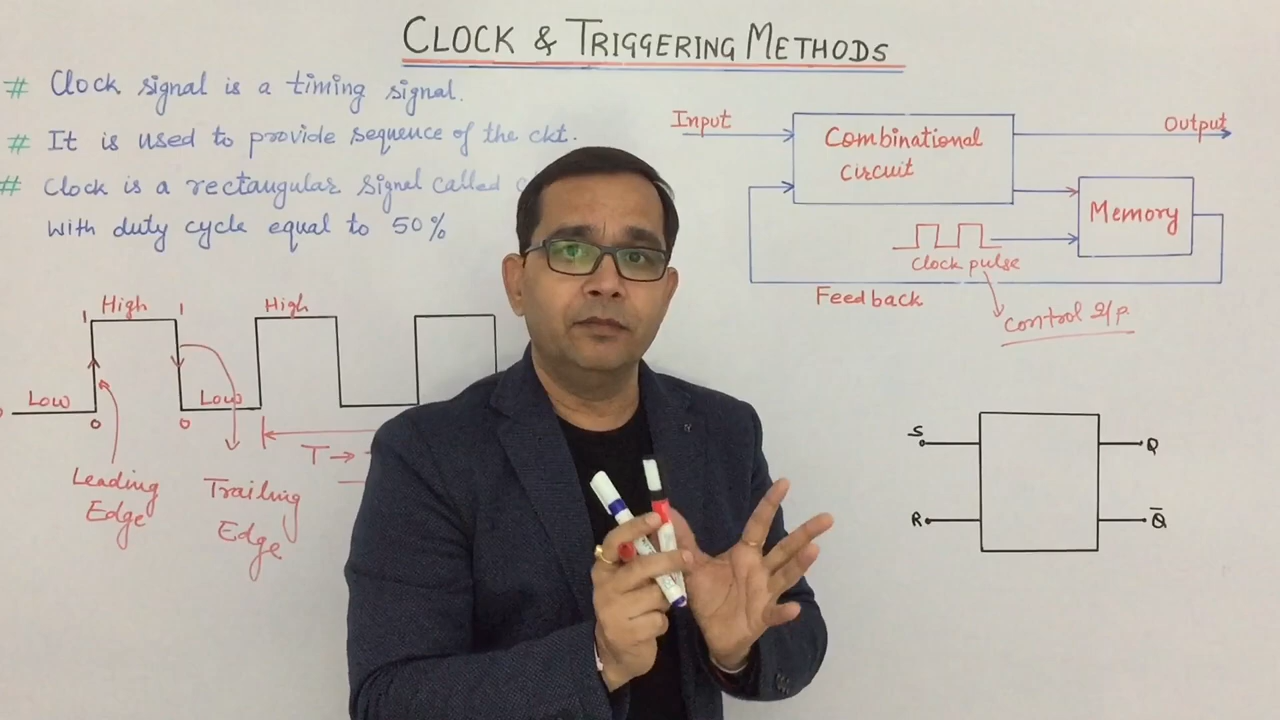 CLOCK & TRIGGERING METHODS
# Clock signal is a timing signal.
# It is used to provide sequence of the ckt.
# Clock is a rectangular signal called
with duty cycle equal to 50%
Input
Combinational
circuit
Output
Memory
Clock pulse
Feedback
Control I/p
1 High 1
High
Low
Low
0
0
T →
Leading
Edge
Trailing
Edge
S
Q
R
Q̅